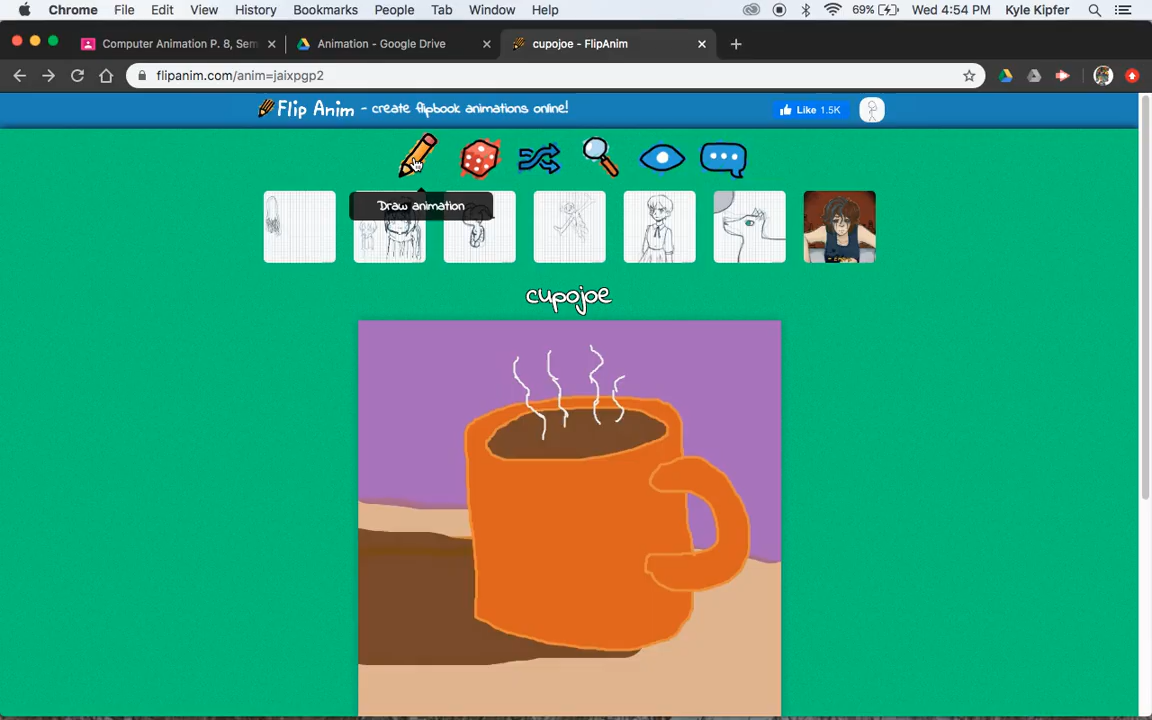 Chrome File Edit View History Bookmarks People Tab Window Help 69% Wed 4:54 PM Kyle Kipfer
Computer Animation P. 8, Sem Animation - Google Drive cupojoe - FlipAnim
flipanim.com/anim=jaixpgp2
Flip Anim - create flipbook animations online! Like 1.5K
Draw animation
cupojoe